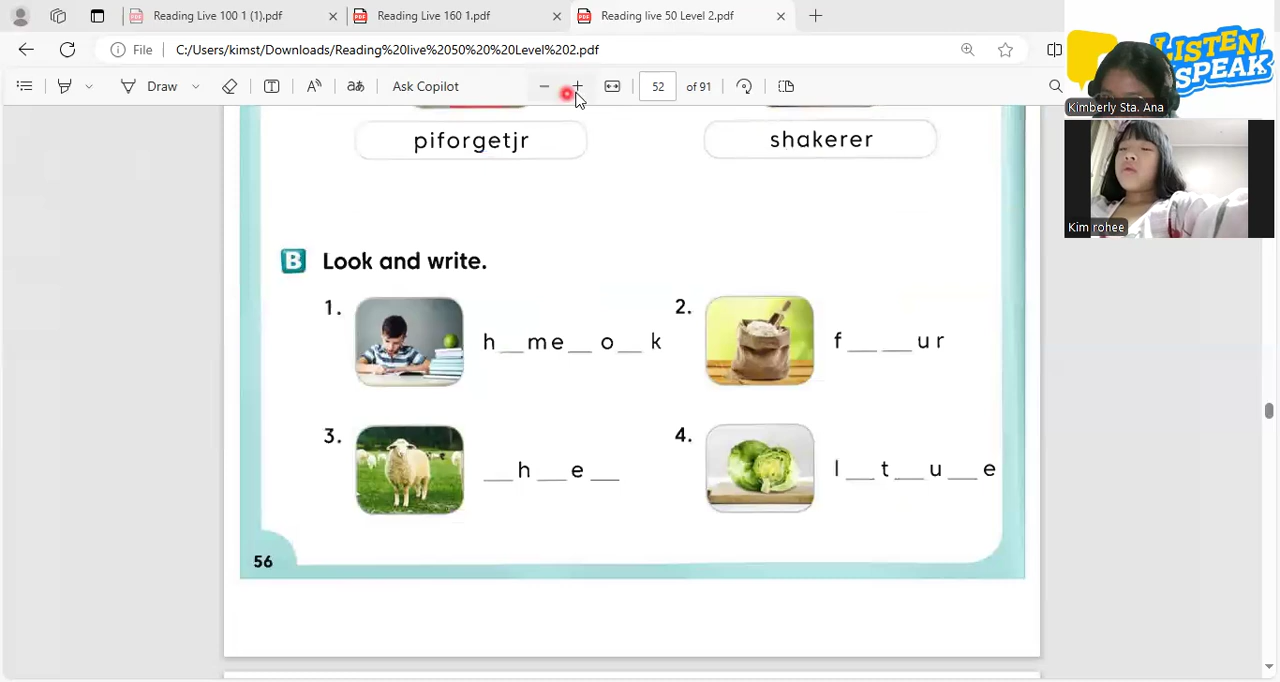 Reading Live 100 1 (1).pdf
Reading Live 160 1.pdf
Reading live 50 Level 2.pdf
File
C:/Users/kimst/Downloads/Reading%20live%2050%20%20Level%202.pdf
Draw
aあ
Ask Copilot
52 of 91
LISTEN
SPEAK
Kimberly Sta. Ana
Kim rohee
piforgetjr
shakerer
B Look and write.
1. h__me__o__k
2. f__ __ur
3. __h__e__
4. l__t__u__e
56